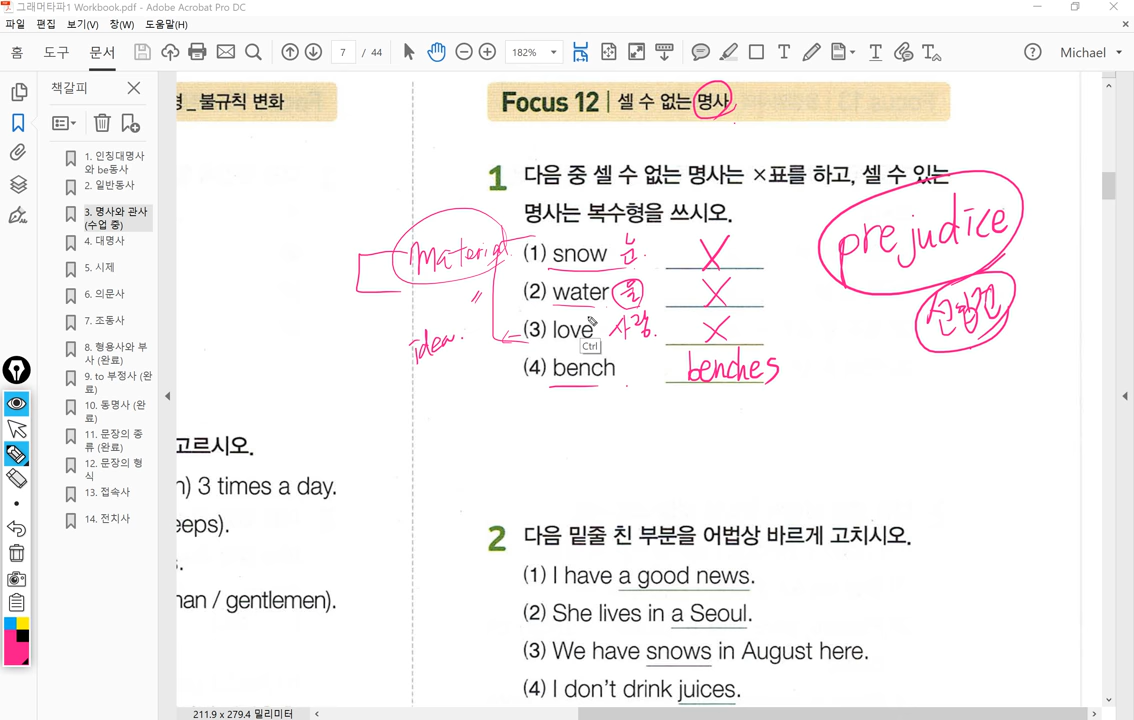 그래머타파1 Workbook.pdf - Adobe Acrobat Pro DC
파일 편집 보기(V) 창(W) 도움말(H)
홈 도구 문서 7 / 44 182% Michael
책갈피
1. 인칭대명사
와 be동사
2. 일반동사
3. 명사와 관사
(수업 중)
4. 대명사
5. 시제
6. 의문사
7. 조동사
8. 형용사와 부
사 (완료)
9. to 부정사 (완
료)
10. 동명사 (완
료)
11. 문장의 종
류 (완료)
12. 문장의 형
식
13. 접속사
14. 전치사
형 _ 불규칙 변화
고르시오.
n) 3 times a day.
eeps).
s.
nan / gentlemen).
Focus 12 | 셀 수 없는 명사
1 다음 중 셀 수 없는 명사는 ×표를 하고, 셀 수 있는
명사는 복수형을 쓰시오.
prejudice
선입견
material
(1) snow 눈 X
(2) water 물 X
(3) love 사랑 X
idea
Ctrl
(4) bench benches
2 다음 밑줄 친 부분을 어법상 바르게 고치시오.
(1) I have a good news.
(2) She lives in a Seoul.
(3) We have snows in August here.
(4) I don't drink juices.
211.9 x 279.4 밀리미터